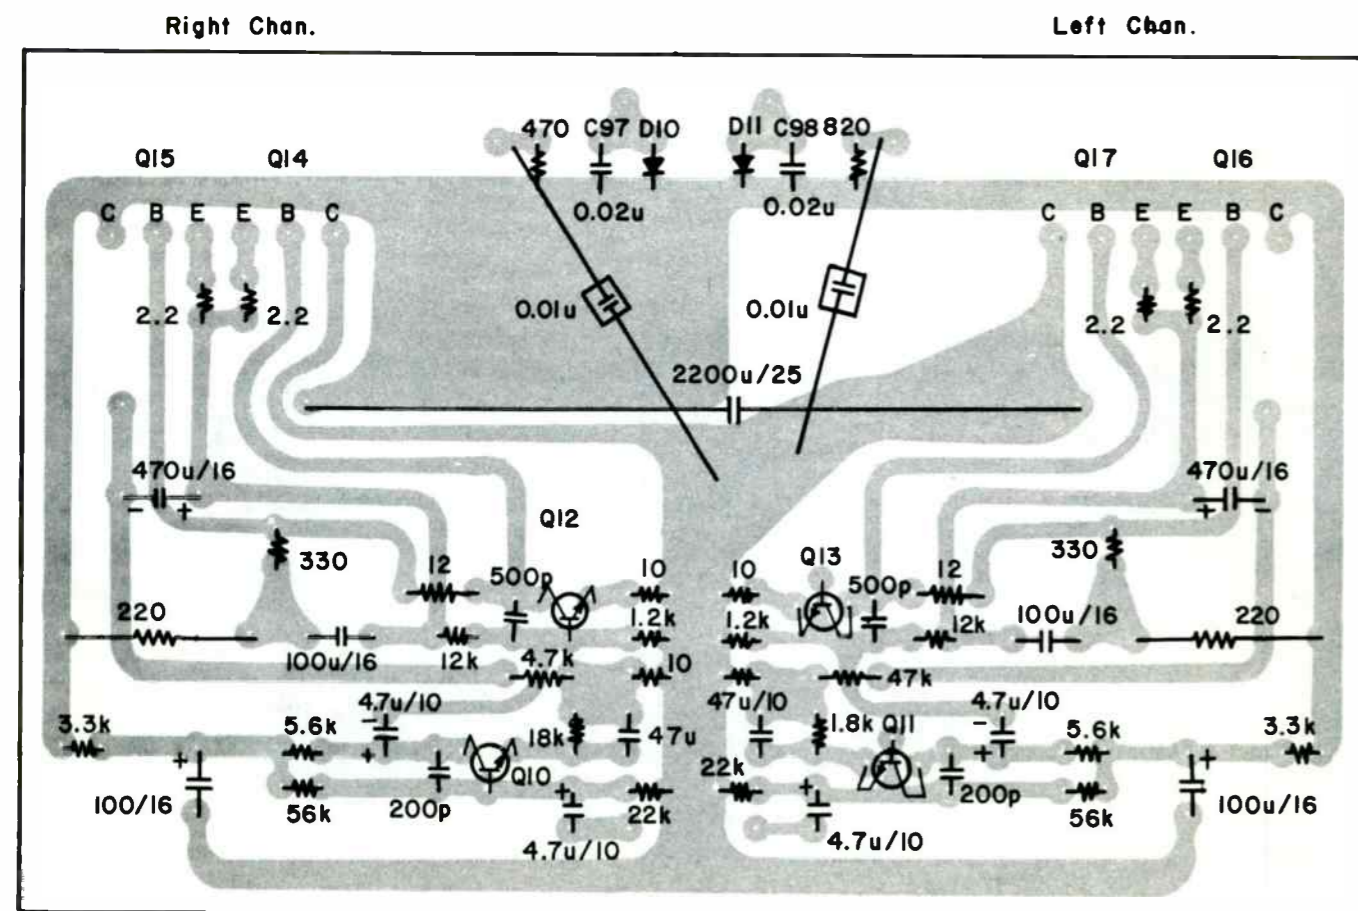 Right Chan. Left Chan.
470 C97 D10 D11 C98 820
Q15 Q14 Q17 Q16
0.02u 0.02u
C B E E B C C B E E B C
0.01u 0.01u
2.2 2.2 2.2 2.2
2200u/25
470u/16 470u/16
- + + -
Q12
330 12 10 10 Q13 12 330
500p 500p
220 1.2k 1.2k 100u/16 220
100u/16 12k 4.7k 10 12k
47k
4.7u/10 47u/10 4.7u/10
- -
3.3k 5.6k 18k 47u 1.8k Q11 5.6k 3.3k
+ + + +
Q10 22k
100/16 56k 200p + 22k + 200p 56k 100u/16
4.7u/10 4.7u/10